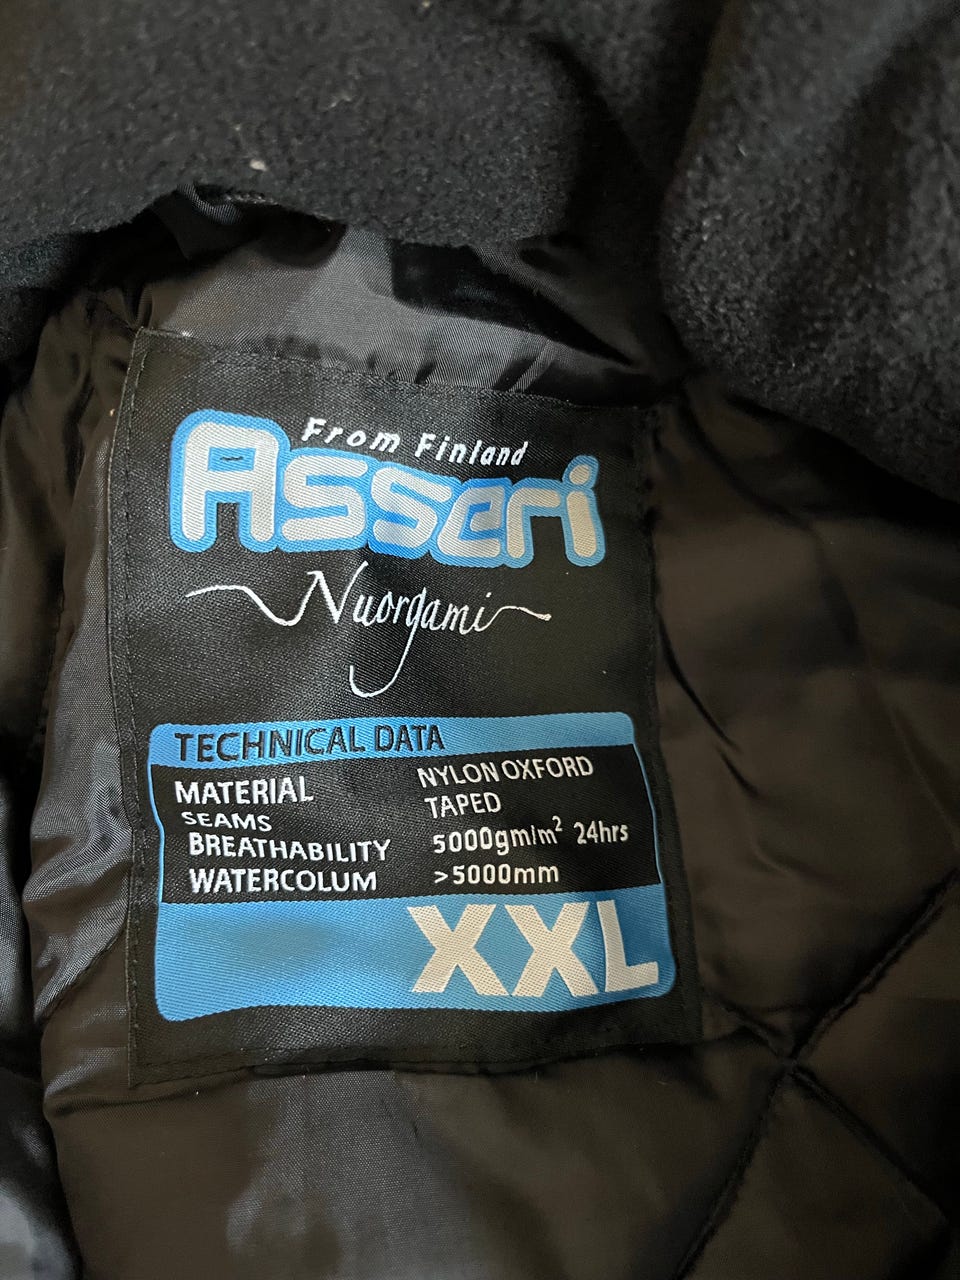 From Finland
Asseri
Nuorgami
TECHNICAL DATA
MATERIAL NYLON OXFORD
SEAMS TAPED
BREATHABILITY 5000gm/m² 24hrs
WATERCOLUM >5000mm
XXL